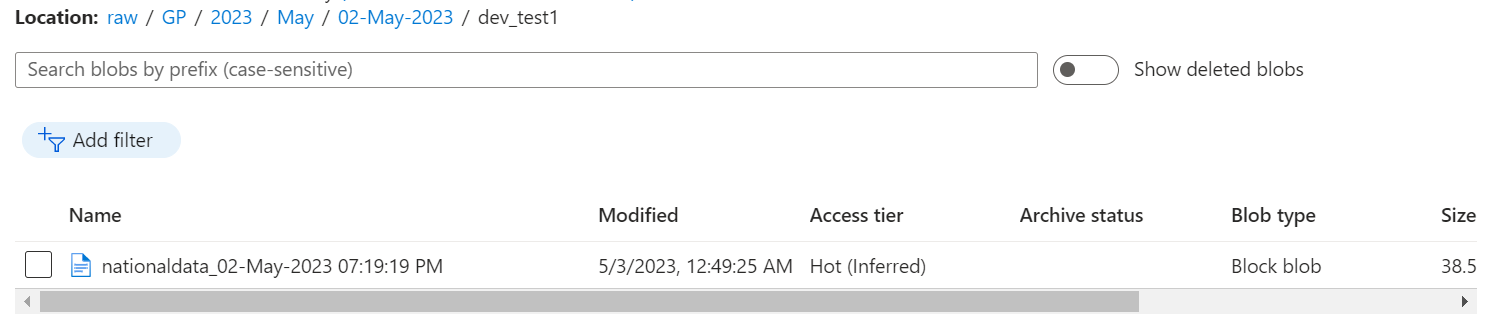 Location: raw / GP / 2023 / May / 02-May-2023 / dev_test1
Search blobs by prefix (case-sensitive) Show deleted blobs
Add filter
Name Modified Access tier Archive status Blob type Size
nationaldata_02-May-2023 07:19:19 PM 5/3/2023, 12:49:25 AM Hot (Inferred) Block blob 38.5